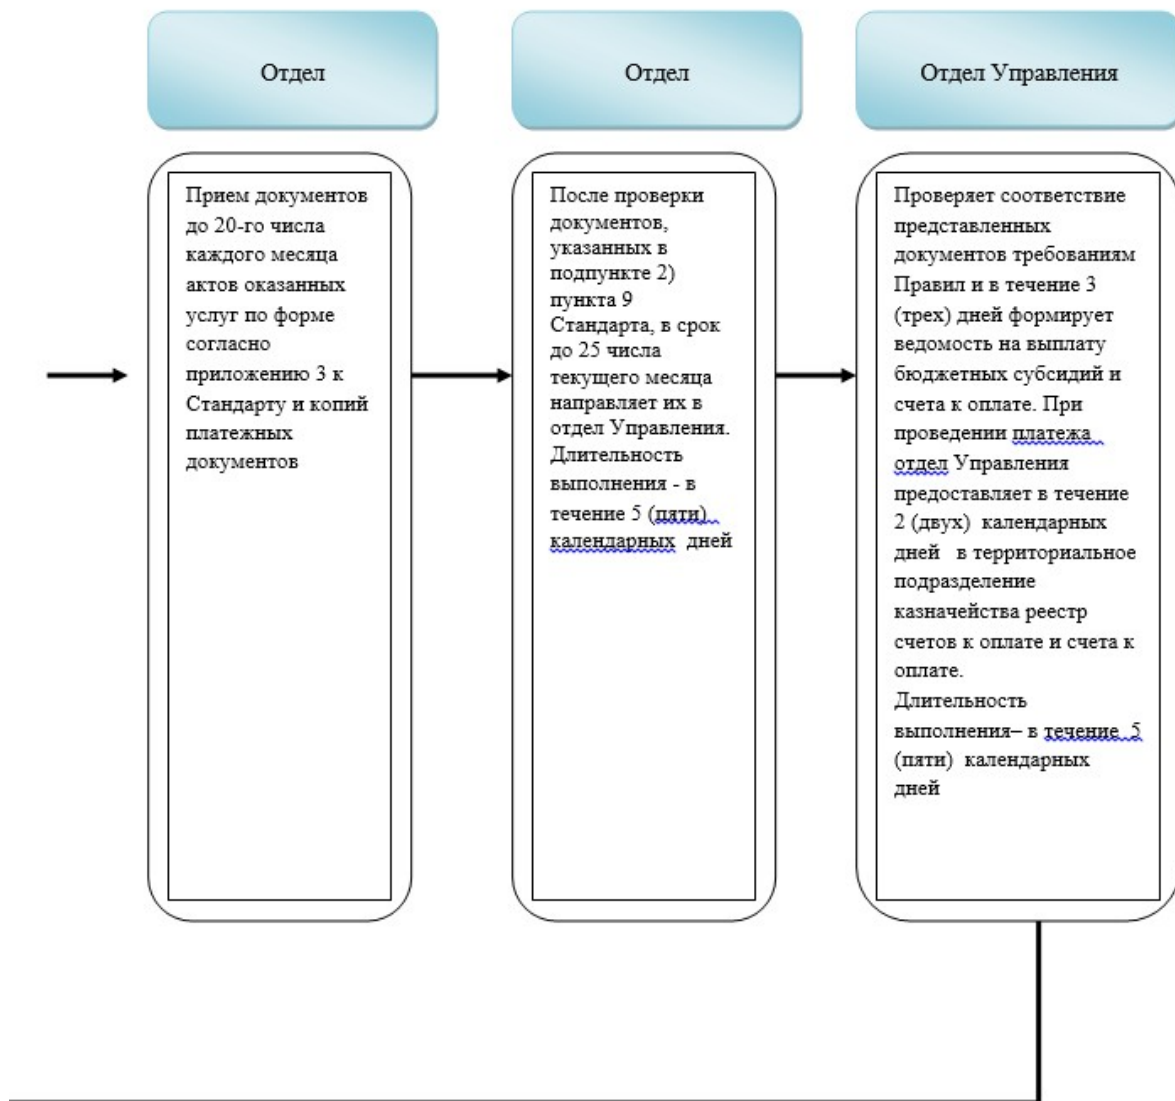 Отдел
Отдел
Отдел Управления
Прием документов
до 20-го числа
каждого месяца
актов оказанных
услуг по форме
согласно
приложению 3 к
Стандарту и копий
платежных
документов
После проверки
документов,
указанных в
подпункте 2)
пункта 9
Стандарта, в срок
до 25 числа
текущего месяца
направляет их в
отдел Управления.
Длительность
выполнения - в
течение 5 (пяти)
календарных дней
Проверяет соответствие
представленных
документов требованиям
Правил и в течение 3
(трех) дней формирует
ведомость на выплату
бюджетных субсидий и
счета к оплате. При
проведении платежа
отдел Управления
предоставляет в течение
2 (двух) календарных
дней в территориальное
подразделение
казначейства реестр
счетов к оплате и счета к
оплате.
Длительность
выполнения– в течение 5
(пяти) календарных
дней